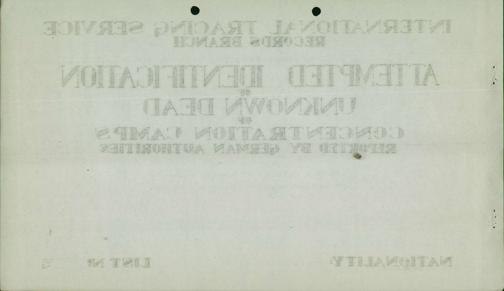 INTERNATIONAL TRACING SERVICE
RECORDS BRANCH
ATTEMPTED IDENTIFICATION
OF
UNKNOWN DEAD
OF
CONCENTRATION CAMPS
REPORTED BY GERMAN AUTHORITIES
NATIONALITY: LIST Nº